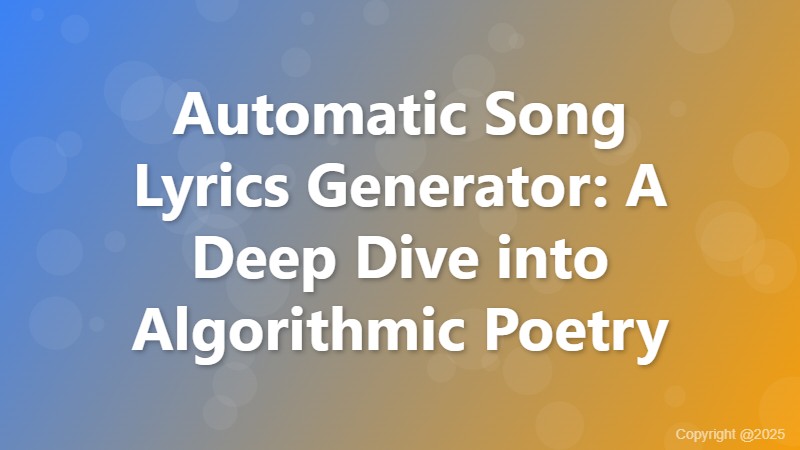 Automatic Song
Lyrics Generator: A
Deep Dive into
Algorithmic Poetry
Copyright @2025